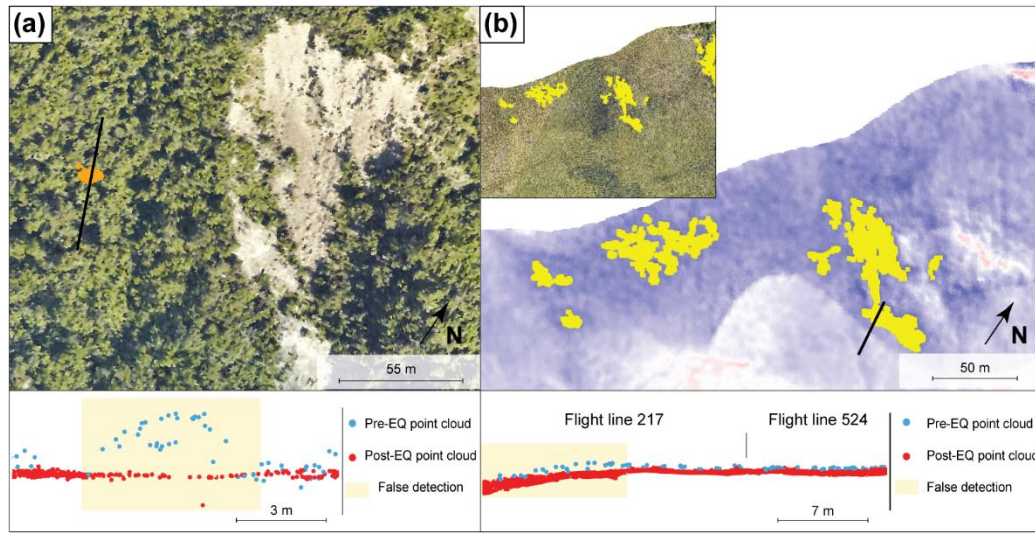 (a)
N
55 m
(b)
N
50 m
Pre-EQ point cloud
Post-EQ point cloud
False detection
3 m
Flight line 217
Flight line 524
Pre-EQ point cloud
Post-EQ point cloud
False detection
7 m